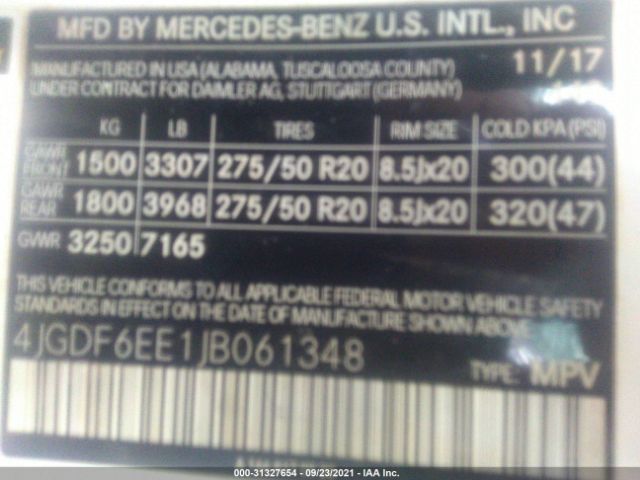 MFD BY MERCEDES-BENZ U.S. INTL., INC
MANUFACTURED IN USA (ALABAMA, TUSCALOOSA COUNTY) 11/17
UNDER CONTRACT FOR DAIMLER AG, STUTTGART (GERMANY)
KG LB TIRES RIM SIZE COLD KPA (PSI)
GAWR FRONT 1500 3307 275/50 R20 8.5Jx20 300(44)
GAWR REAR 1800 3968 275/50 R20 8.5Jx20 320(47)
GVWR 3250 7165
THIS VEHICLE CONFORMS TO ALL APPLICABLE FEDERAL MOTOR VEHICLE SAFETY
STANDARDS IN EFFECT ON THE DATE OF MANUFACTURE SHOWN ABOVE.
4JGDF6EE1JB061348 TYPE: MPV
000-31327654 - 09/23/2021 - IAA Inc.